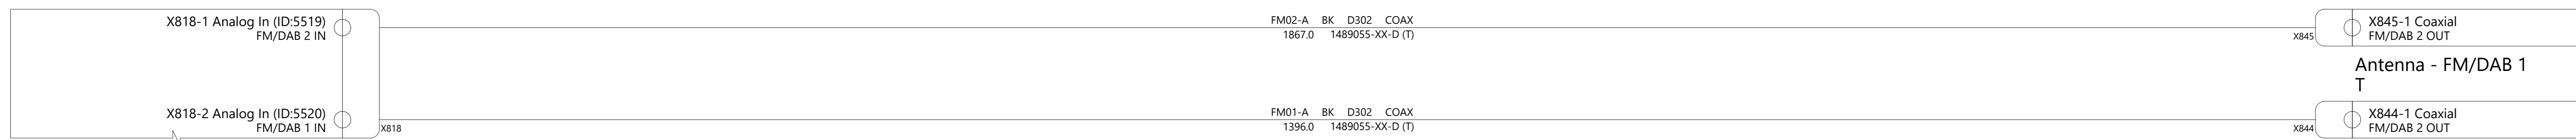 X818-1 Analog In (ID:5519)
FM/DAB 2 IN
FM02-A BK D302 COAX
1867.0 1489055-XX-D (T)
X845
X845-1 Coaxial
FM/DAB 2 OUT
Antenna - FM/DAB 1
T
X818-2 Analog In (ID:5520)
FM/DAB 1 IN
X818
FM01-A BK D302 COAX
1396.0 1489055-XX-D (T)
X844
X844-1 Coaxial
FM/DAB 2 OUT